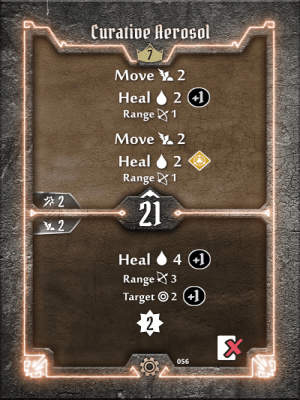 Curative Aerosol
7
Move 2
Heal 2 +1
Range 1
Move 2
Heal 2
Range 1
2
21
2
Heal 4 +1
Range 3
Target 2 +1
2
056